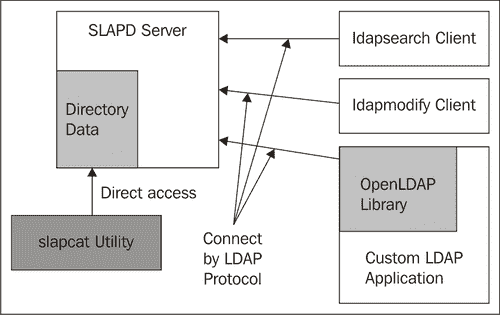 SLAPD Server
Directory
Data
Direct access
slapcat Utility
Connect
by LDAP
Protocol
ldapsearch Client
ldapmodify Client
OpenLDAP
Library
Custom LDAP
Application